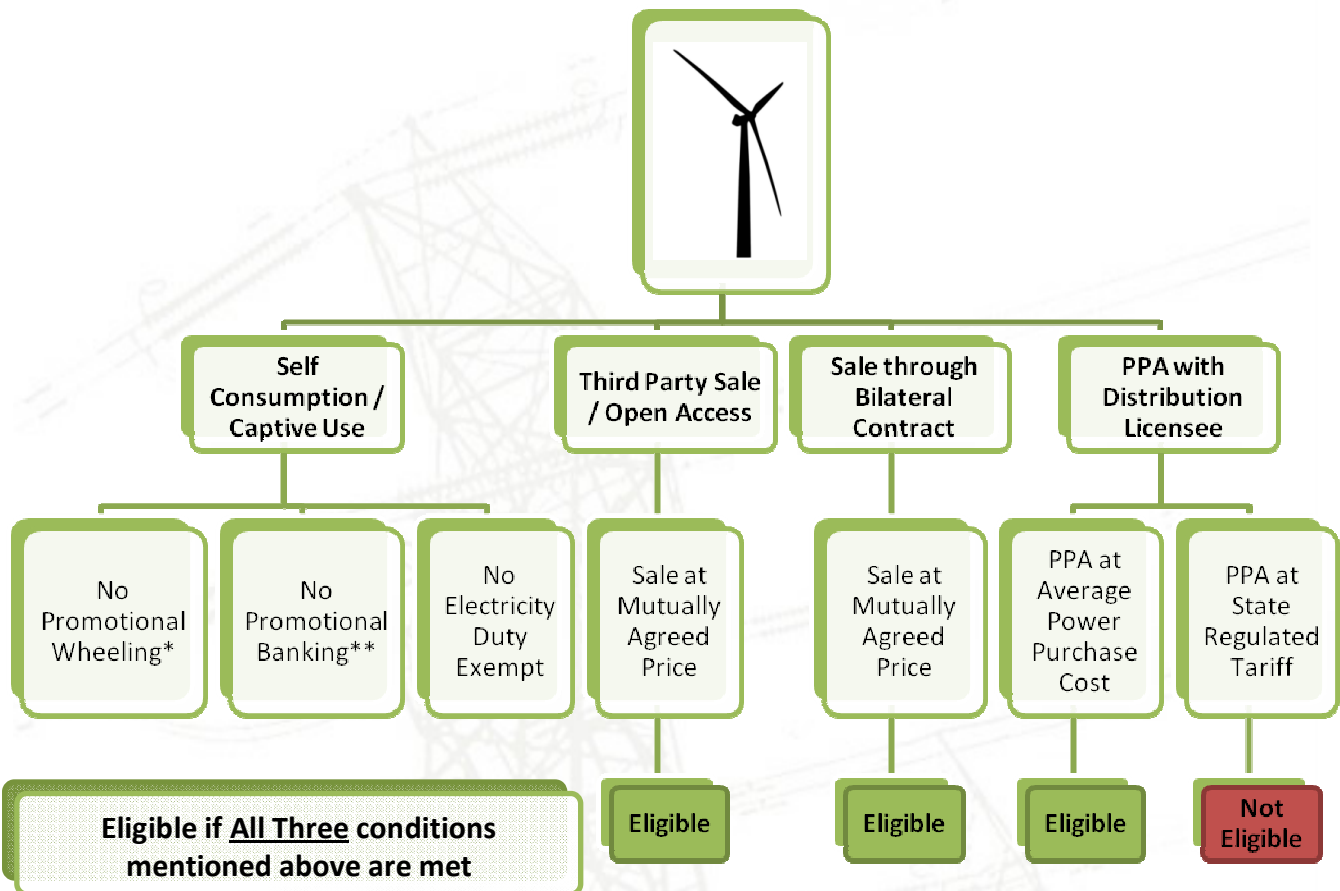 Self
Consumption /
Captive Use
Third Party Sale
/ Open Access
Sale through
Bilateral
Contract
PPA with
Distribution
Licensee
No
Promotional
Wheeling*
No
Promotional
Banking**
No
Electricity
Duty
Exempt
Sale at
Mutually
Agreed
Price
Sale at
Mutually
Agreed
Price
PPA at
Average
Power
Purchase
Cost
PPA at
State
Regulated
Tariff
Eligible if All Three conditions
mentioned above are met
Eligible
Eligible
Eligible
Not
Eligible